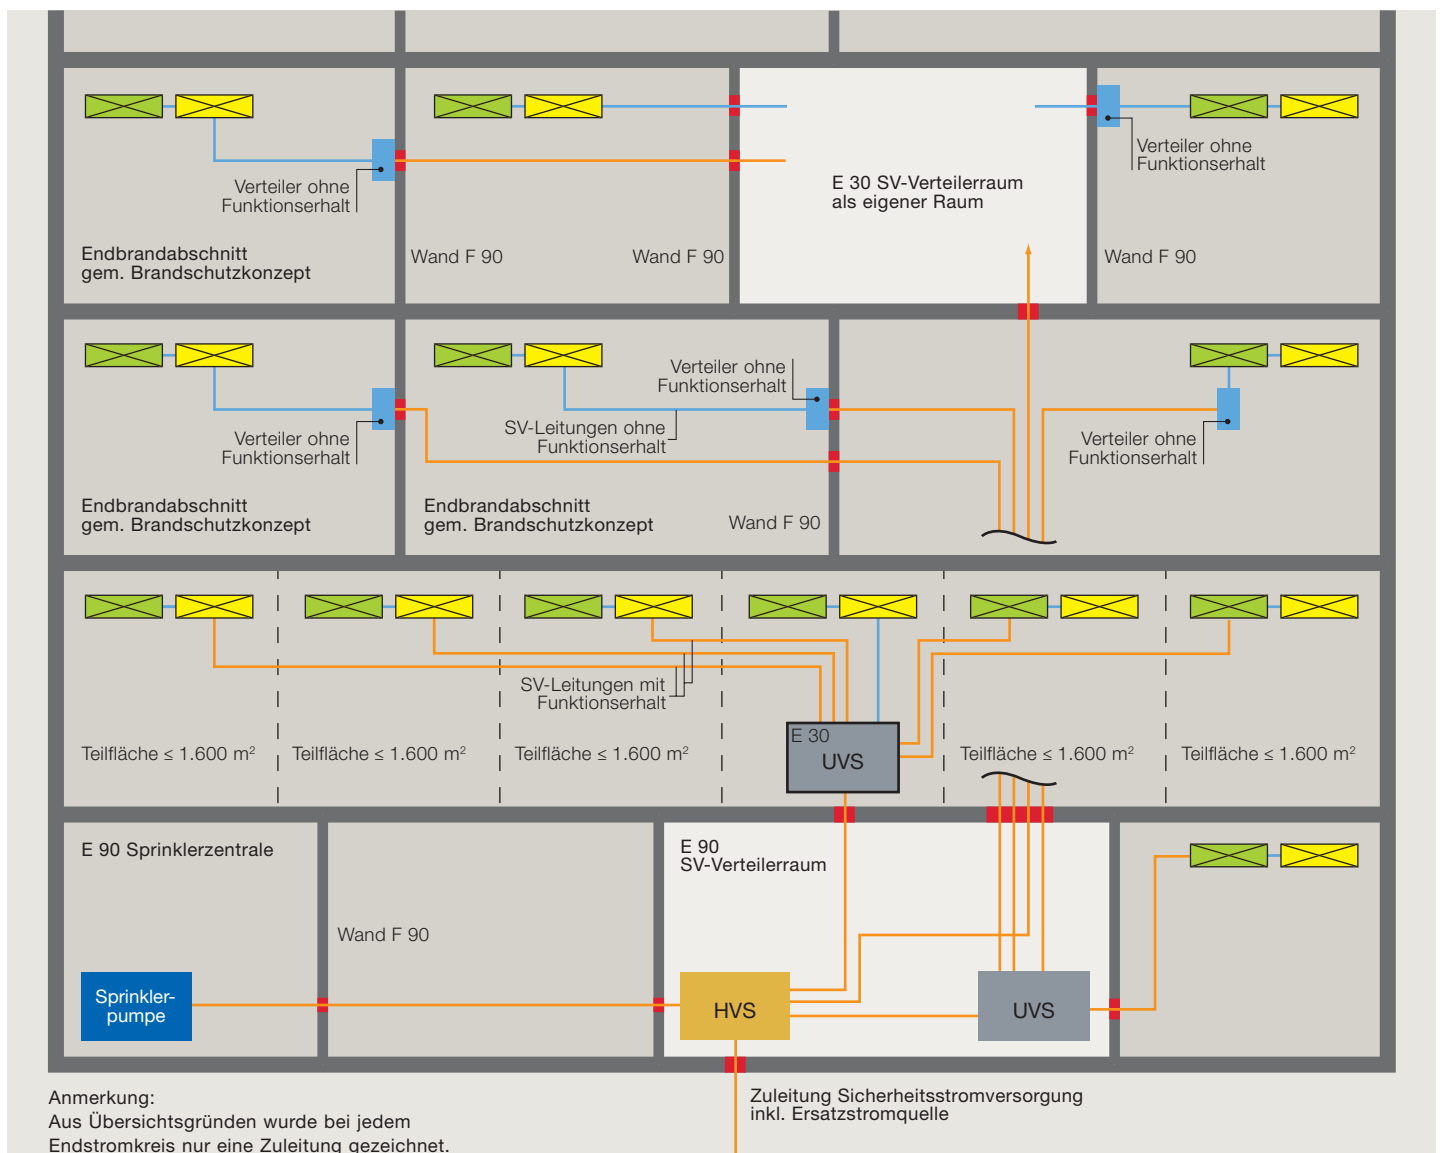 Verteiler ohne
Funktionserhalt
Endbrandabschnitt
gem. Brandschutzkonzept
Wand F 90
Wand F 90
E 30 SV-Verteilerraum
als eigener Raum
Verteiler ohne
Funktionserhalt
Wand F 90
Verteiler ohne
Funktionserhalt
Endbrandabschnitt
gem. Brandschutzkonzept
Verteiler ohne
Funktionserhalt
SV-Leitungen ohne
Funktionserhalt
Endbrandabschnitt
gem. Brandschutzkonzept
Wand F 90
Verteiler ohne
Funktionserhalt
SV-Leitungen mit
Funktionserhalt
Teilfläche ≤ 1.600 m²
Teilfläche ≤ 1.600 m²
Teilfläche ≤ 1.600 m²
E 30
UVS
Teilfläche ≤ 1.600 m²
Teilfläche ≤ 1.600 m²
E 90 Sprinklerzentrale
Sprinkler-
pumpe
Wand F 90
E 90
SV-Verteilerraum
HVS
UVS
Anmerkung:
Aus Übersichtsgründen wurde bei jedem
Endstromkreis nur eine Zuleitung gezeichnet.
Zuleitung Sicherheitsstromversorgung
inkl. Ersatzstromquelle